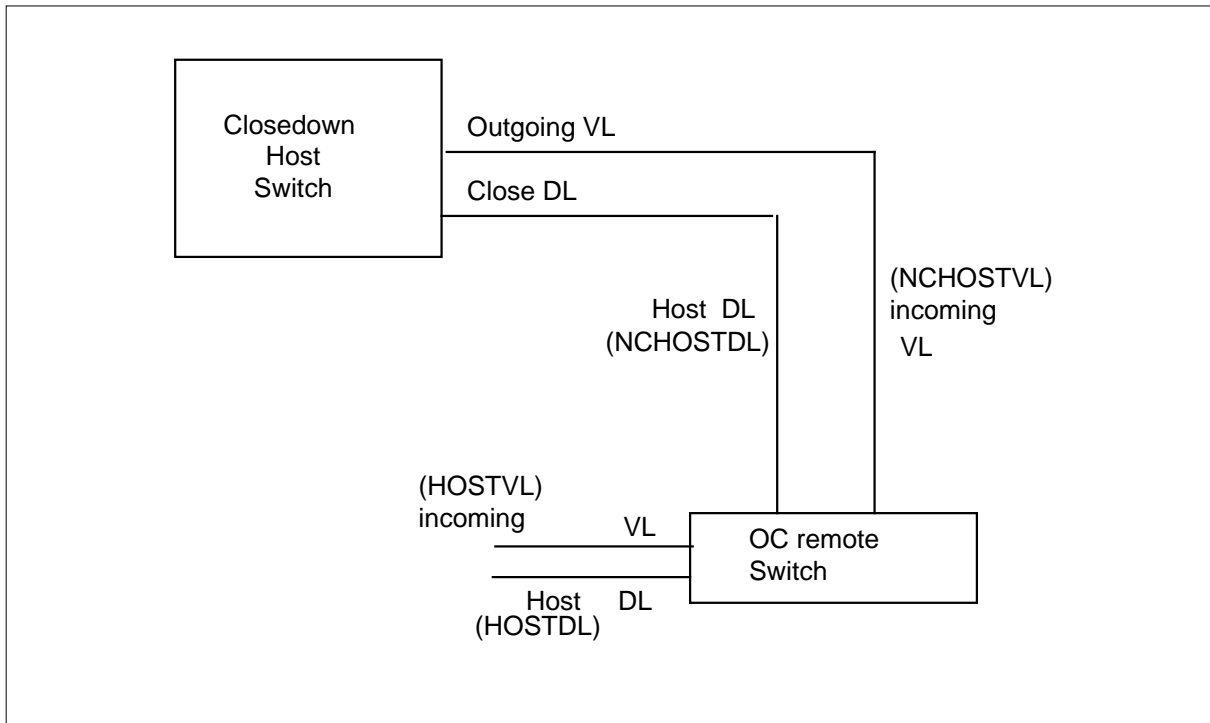 Closedown
Host
Switch
Outgoing VL
Close DL
(NCHOSTVL)
incoming
VL
Host DL
(NCHOSTDL)
(HOSTVL)
incoming
VL
Host DL
(HOSTDL)
OC remote
Switch